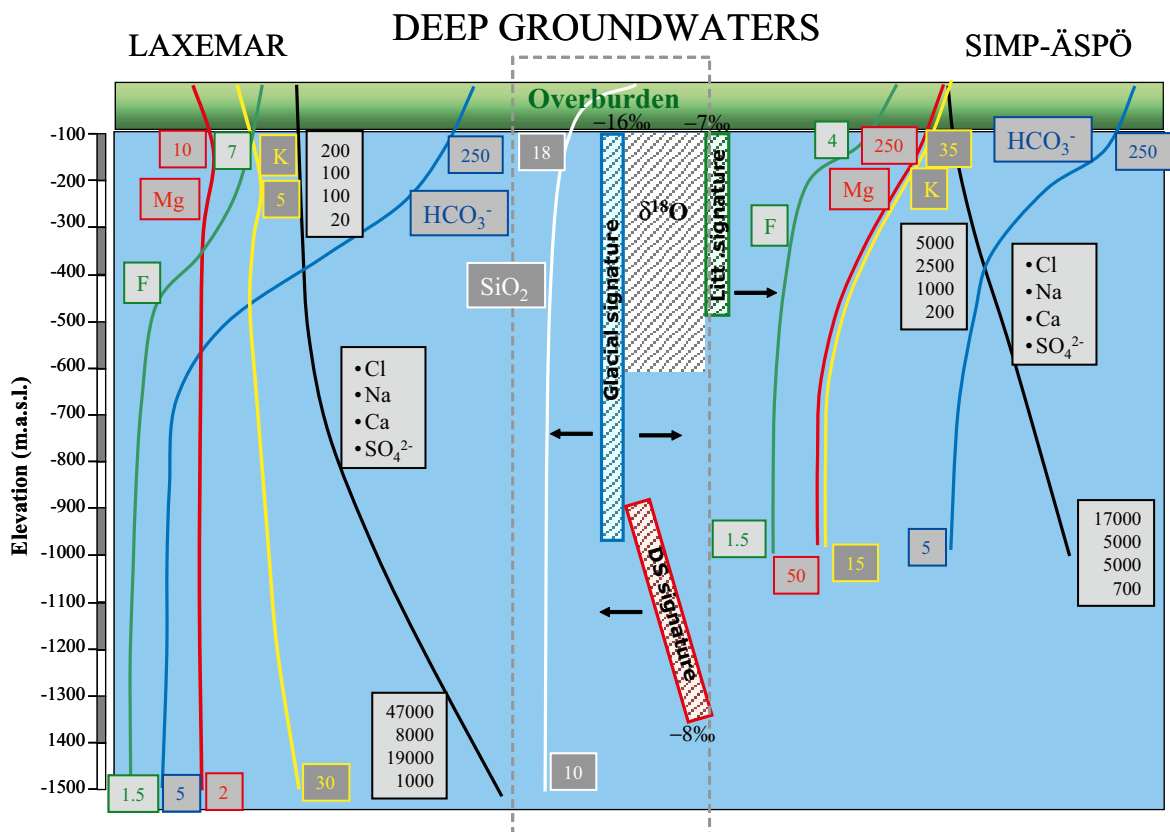 DEEP GROUNDWATERS
LAXEMAR
SIMP-ÄSPÖ
Overburden
–16‰
–7‰
Elevation (m.a.s.l.)
-100
-200
-300
-400
-500
-600
-700
-800
-900
-1000
-1100
-1200
-1300
1400
-1500
10
7
K
5
200
100
100
20
250
Mg
HCO₃⁻
F
•Cl
•Na
•Ca
•SO₄²⁻
47000
8000
19000
1000
1.5
5
2
30
18
SiO₂
10
Glacial signature
δ¹⁸O
Litt .signature
DS signature
–8‰
4
250
35
HCO₃⁻
250
Mg
K
F
5000
2500
1000
200
•Cl
•Na
•Ca
•SO₄²⁻
1.5
50
15
5
17000
5000
5000
700